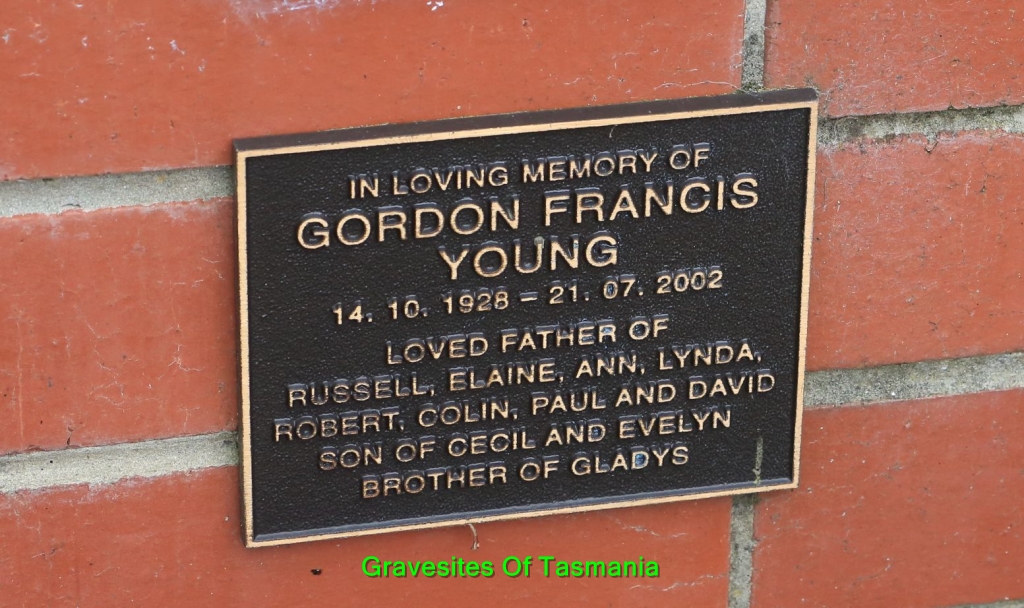 IN LOVING MEMORY OF
GORDON FRANCIS
YOUNG
14. 10. 1928 – 21. 07. 2002
LOVED FATHER OF
RUSSELL, ELAINE, ANN, LYNDA,
ROBERT, COLIN, PAUL AND DAVID
SON OF CECIL AND EVELYN
BROTHER OF GLADYS
Gravesites Of Tasmania